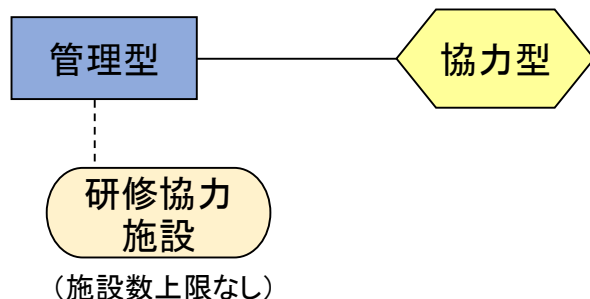 管理型
協力型
研修協力
施設
（施設数上限なし）